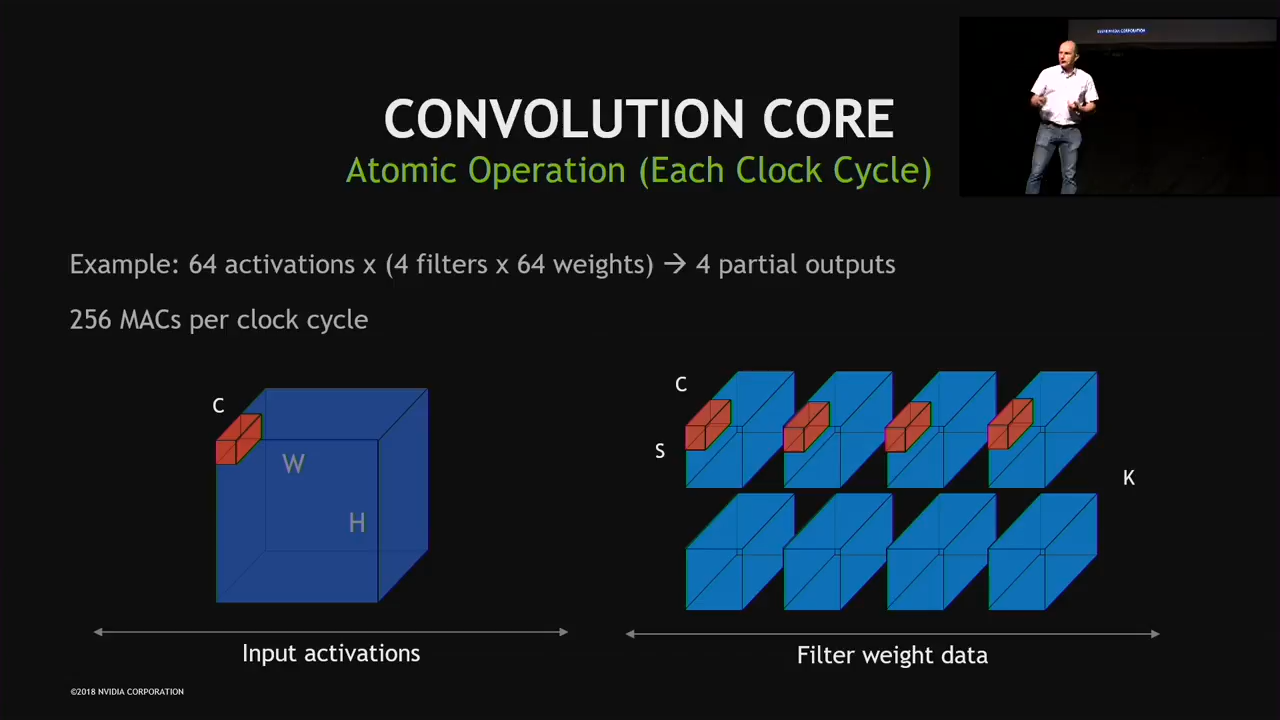 CONVOLUTION CORE
Atomic Operation (Each Clock Cycle)
Example: 64 activations x (4 filters x 64 weights) → 4 partial outputs
256 MACs per clock cycle
C
W
H
C
S
K
Input activations
Filter weight data
©2018 NVIDIA CORPORATION